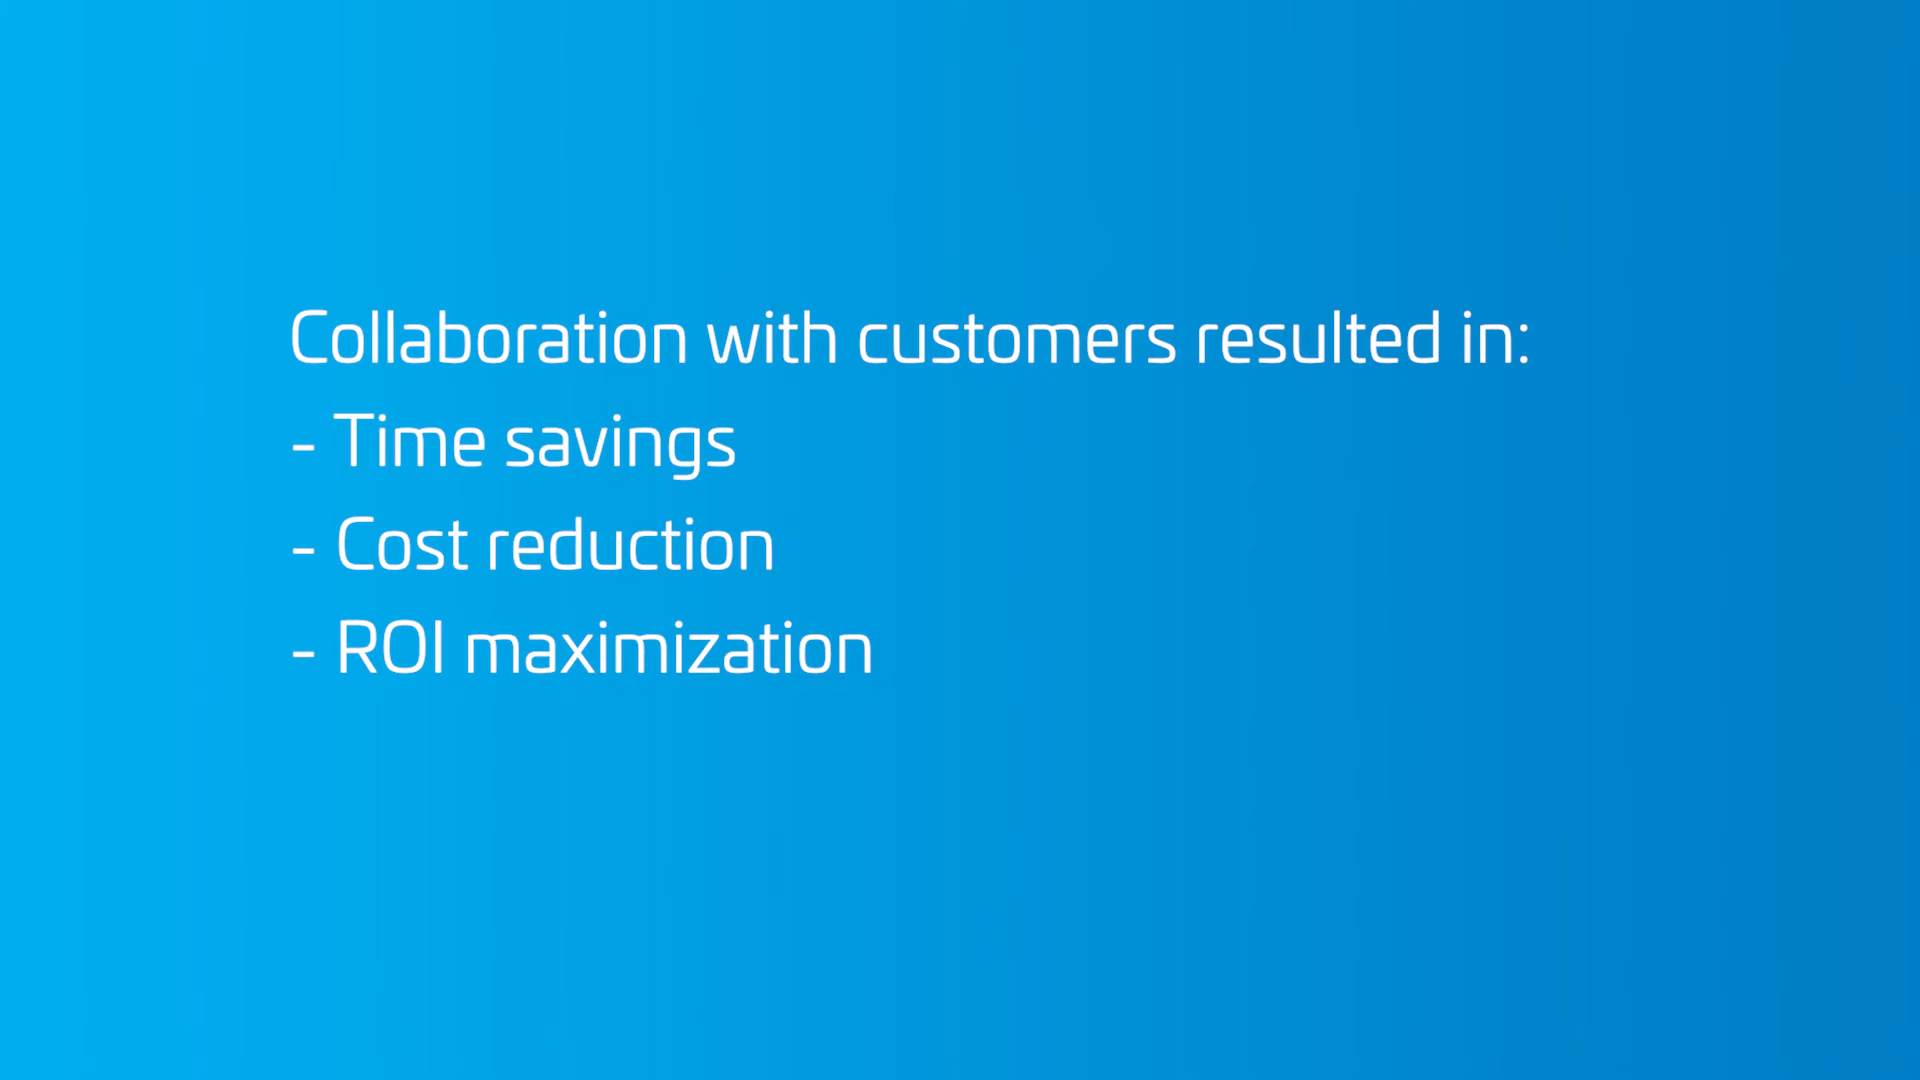 Collaboration with customers resulted in:
- Time savings
- Cost reduction
- ROI maximization